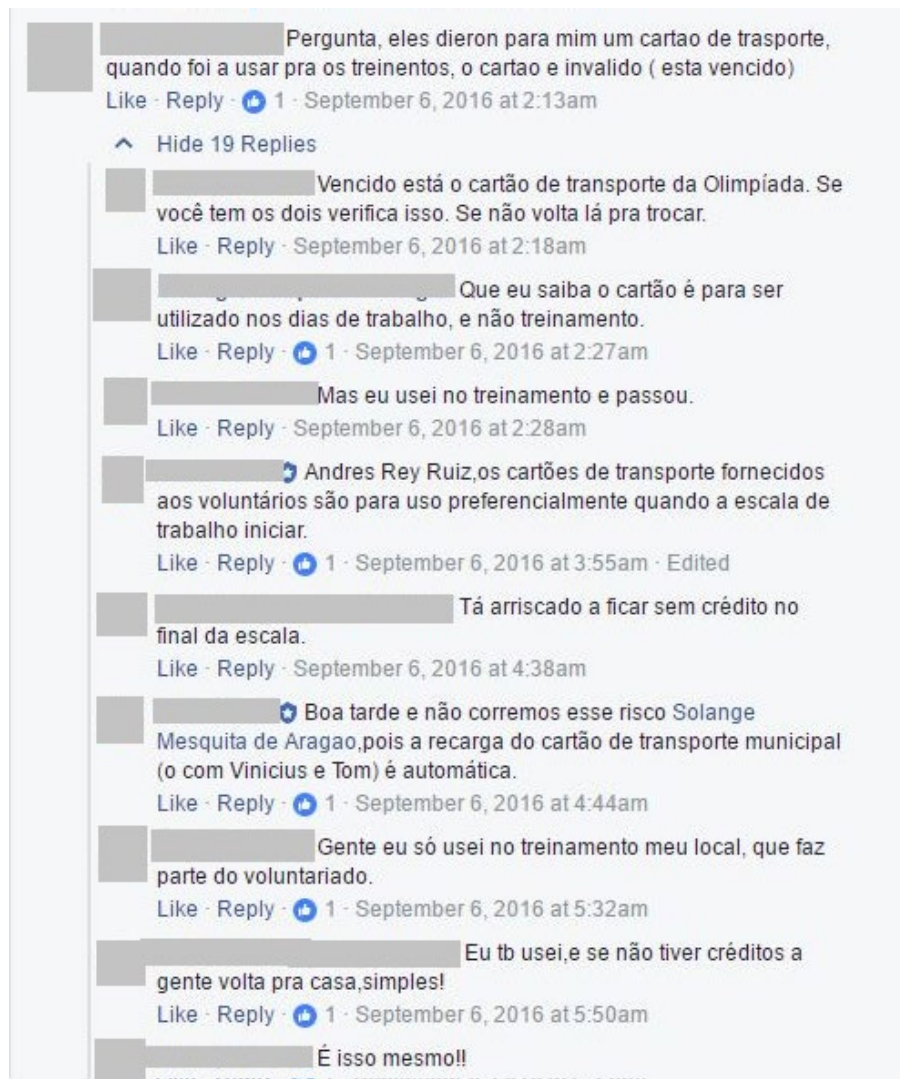 Pergunta, eles dieron para mim um cartao de trasporte,
quando foi a usar pra os treinentos, o cartao e invalido ( esta vencido)
Like · Reply · 1 · September 6, 2016 at 2:13am
Hide 19 Replies
Vencido está o cartão de transporte da Olimpíada. Se
você tem os dois verifica isso. Se não volta lá pra trocar.
Like · Reply · September 6, 2016 at 2:18am
Que eu saiba o cartão é para ser
utilizado nos dias de trabalho, e não treinamento.
Like · Reply · 1 · September 6, 2016 at 2:27am
Mas eu usei no treinamento e passou.
Like · Reply · September 6, 2016 at 2:28am
Andres Rey Ruiz,os cartões de transporte fornecidos
aos voluntários são para uso preferencialmente quando a escala de
trabalho iniciar.
Like · Reply · 1 · September 6, 2016 at 3:55am · Edited
Tá arriscado a ficar sem crédito no
final da escala.
Like · Reply · September 6, 2016 at 4:38am
Boa tarde e não corremos esse risco Solange
Mesquita de Aragao,pois a recarga do cartão de transporte municipal
(o com Vinicius e Tom) é automática.
Like · Reply · 1 · September 6, 2016 at 4:44am
Gente eu só usei no treinamento meu local, que faz
parte do voluntariado.
Like · Reply · 1 · September 6, 2016 at 5:32am
Eu tb usei,e se não tiver créditos a
gente volta pra casa,simples!
Like · Reply · 1 · September 6, 2016 at 5:50am
É isso mesmo!!